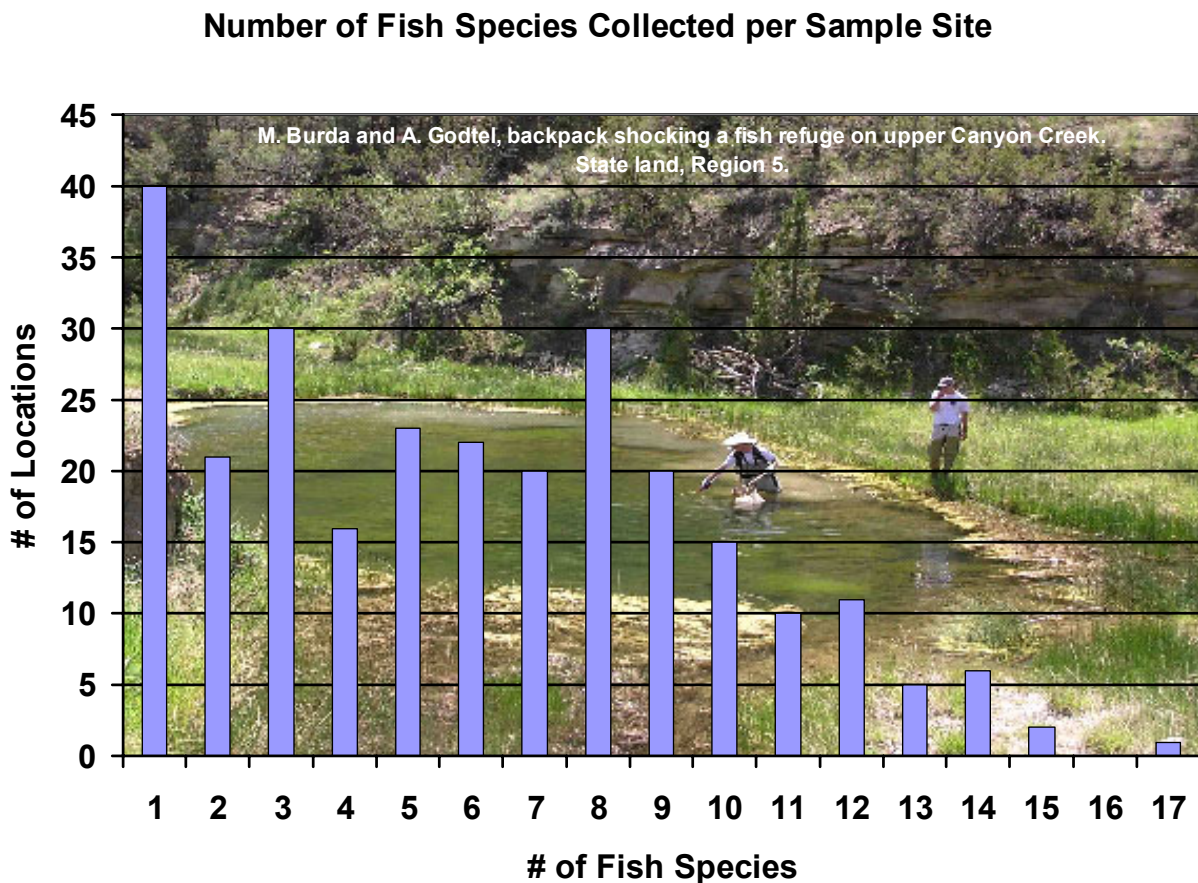 Number of Fish Species Collected per Sample Site
M. Burda and A. Godtel, backpack shocking a fish refuge on upper Canyon Creek.
State land, Region 5.
45
40
35
30
25
20
15
10
5
0
# of Locations
1 2 3 4 5 6 7 8 9 10 11 12 13 14 15 16 17
# of Fish Species